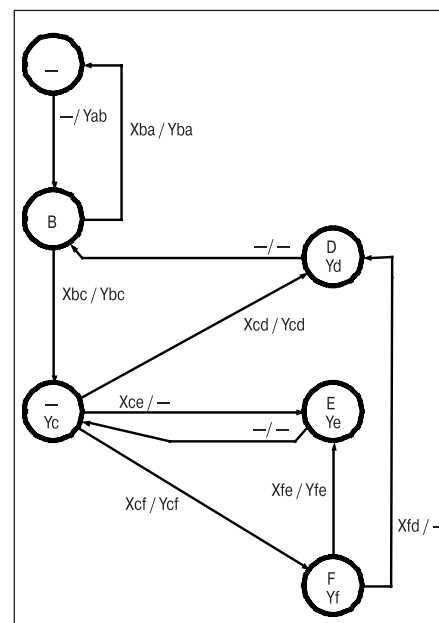 —
—/ Yab
Xba / Yba
B
—/ —
D
Yd
Xbc / Ybc
Xcd / Ycd
—
Yc
Xce / —
E
Ye
—/ —
Xcf / Ycf
Xfe / Yfe
Xfd / –
F
Yf